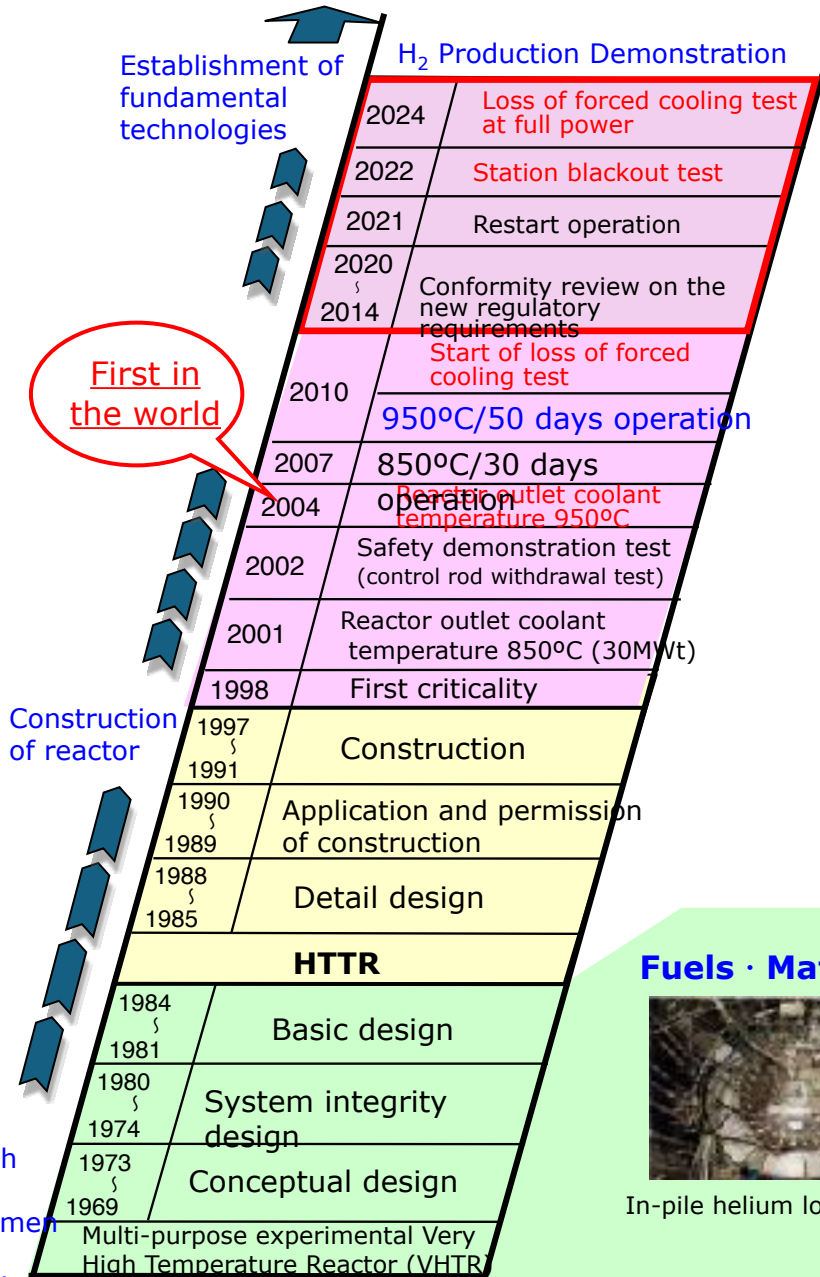 H₂ Production Demonstration
Establishment of
fundamental
technologies
2024
Loss of forced cooling test
at full power
2022
Station blackout test
2021
Restart operation
2020
~
2014
Conformity review on the
new regulatory
requirements
First in
the world
2010
Start of loss of forced
cooling test
950ºC/50 days operation
2007
850ºC/30 days
operation
2004
Reactor outlet coolant
temperature 950ºC
2002
Safety demonstration test
(control rod withdrawal test)
2001
Reactor outlet coolant
temperature 850ºC (30MWt)
1998
First criticality
Construction
of reactor
1997
~
1991
Construction
1990
~
1989
Application and permission
of construction
1988
~
1985
Detail design
HTTR
1984
~
1981
Basic design
1980
~
1974
System integrity
design
1973
~
1969
Conceptual design
Multi-purpose experimental Very
High Temperature Reactor (VHTR)
h
men
Fuels · Mat
In-pile helium lo